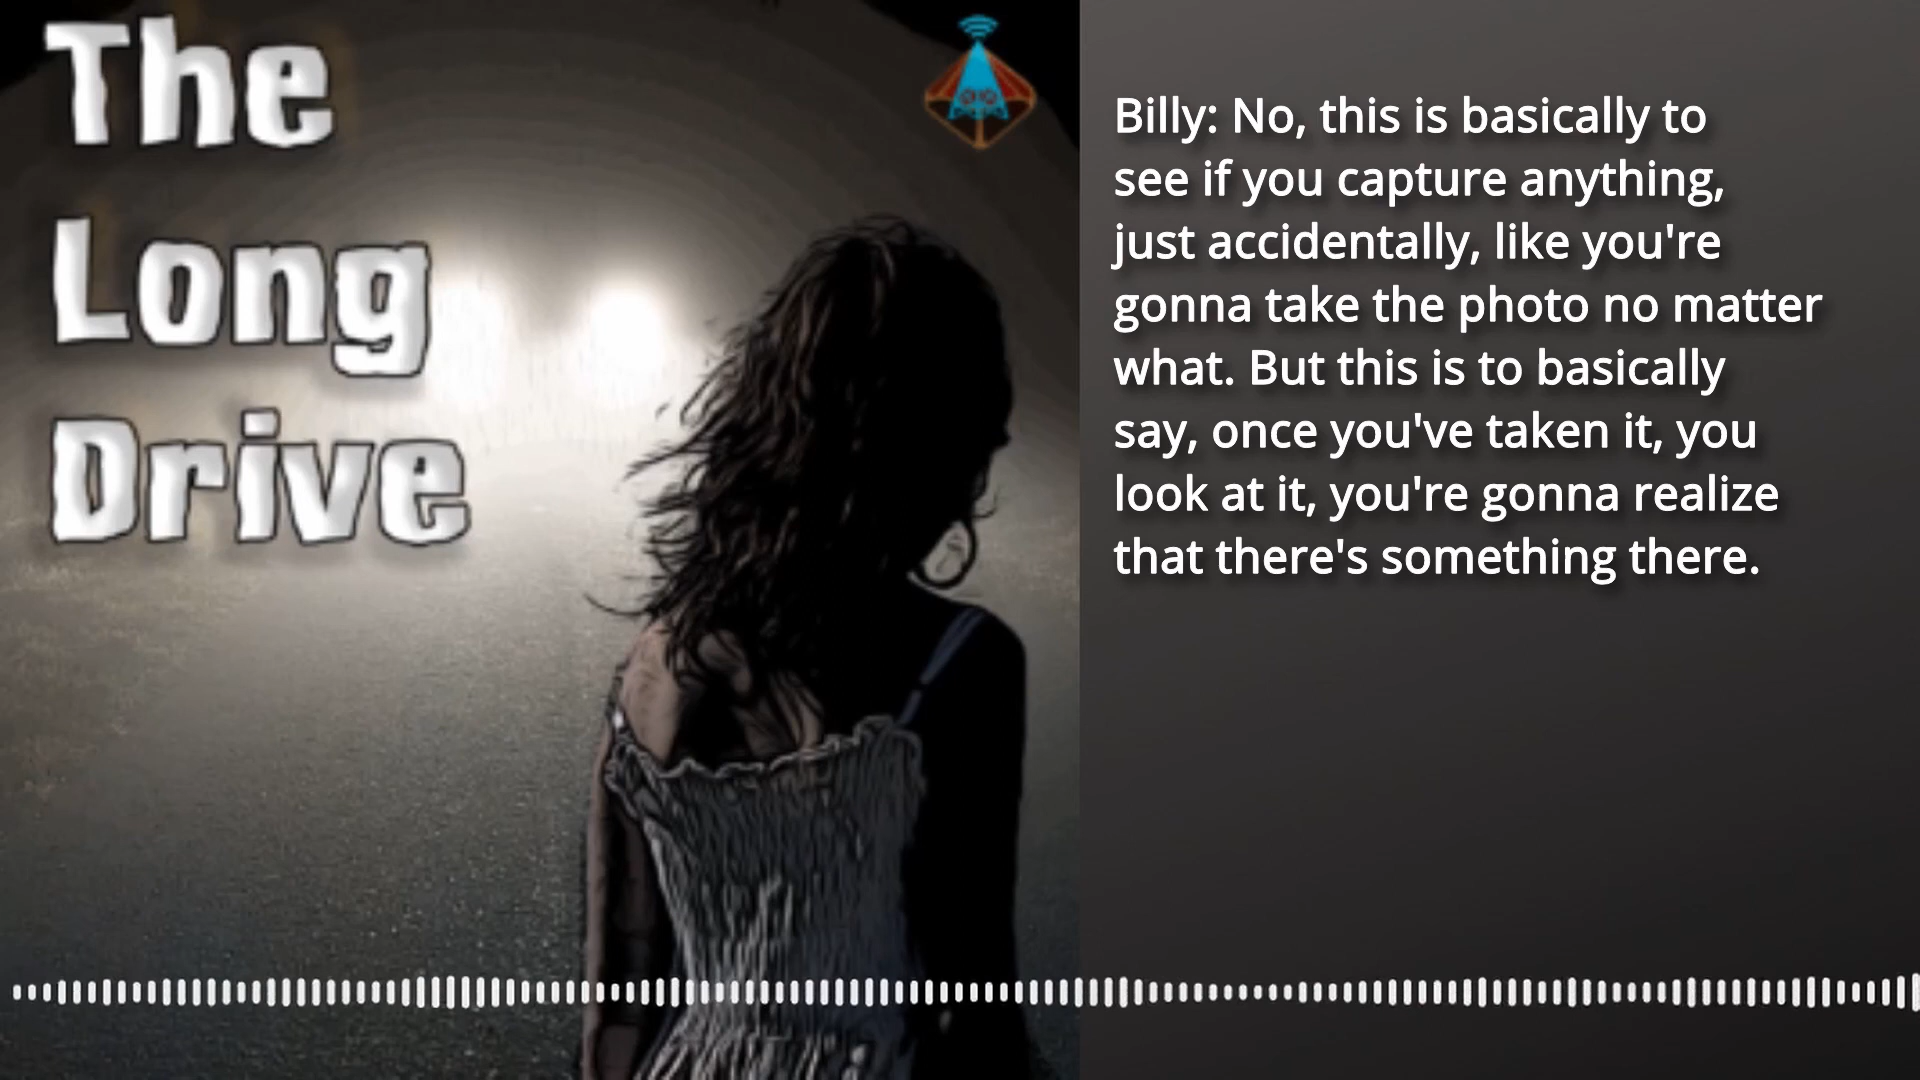 The
Long
Drive
Billy: No, this is basically to
see if you capture anything,
just accidentally, like you're
gonna take the photo no matter
what. But this is to basically
say, once you've taken it, you
look at it, you're gonna realize
that there's something there.